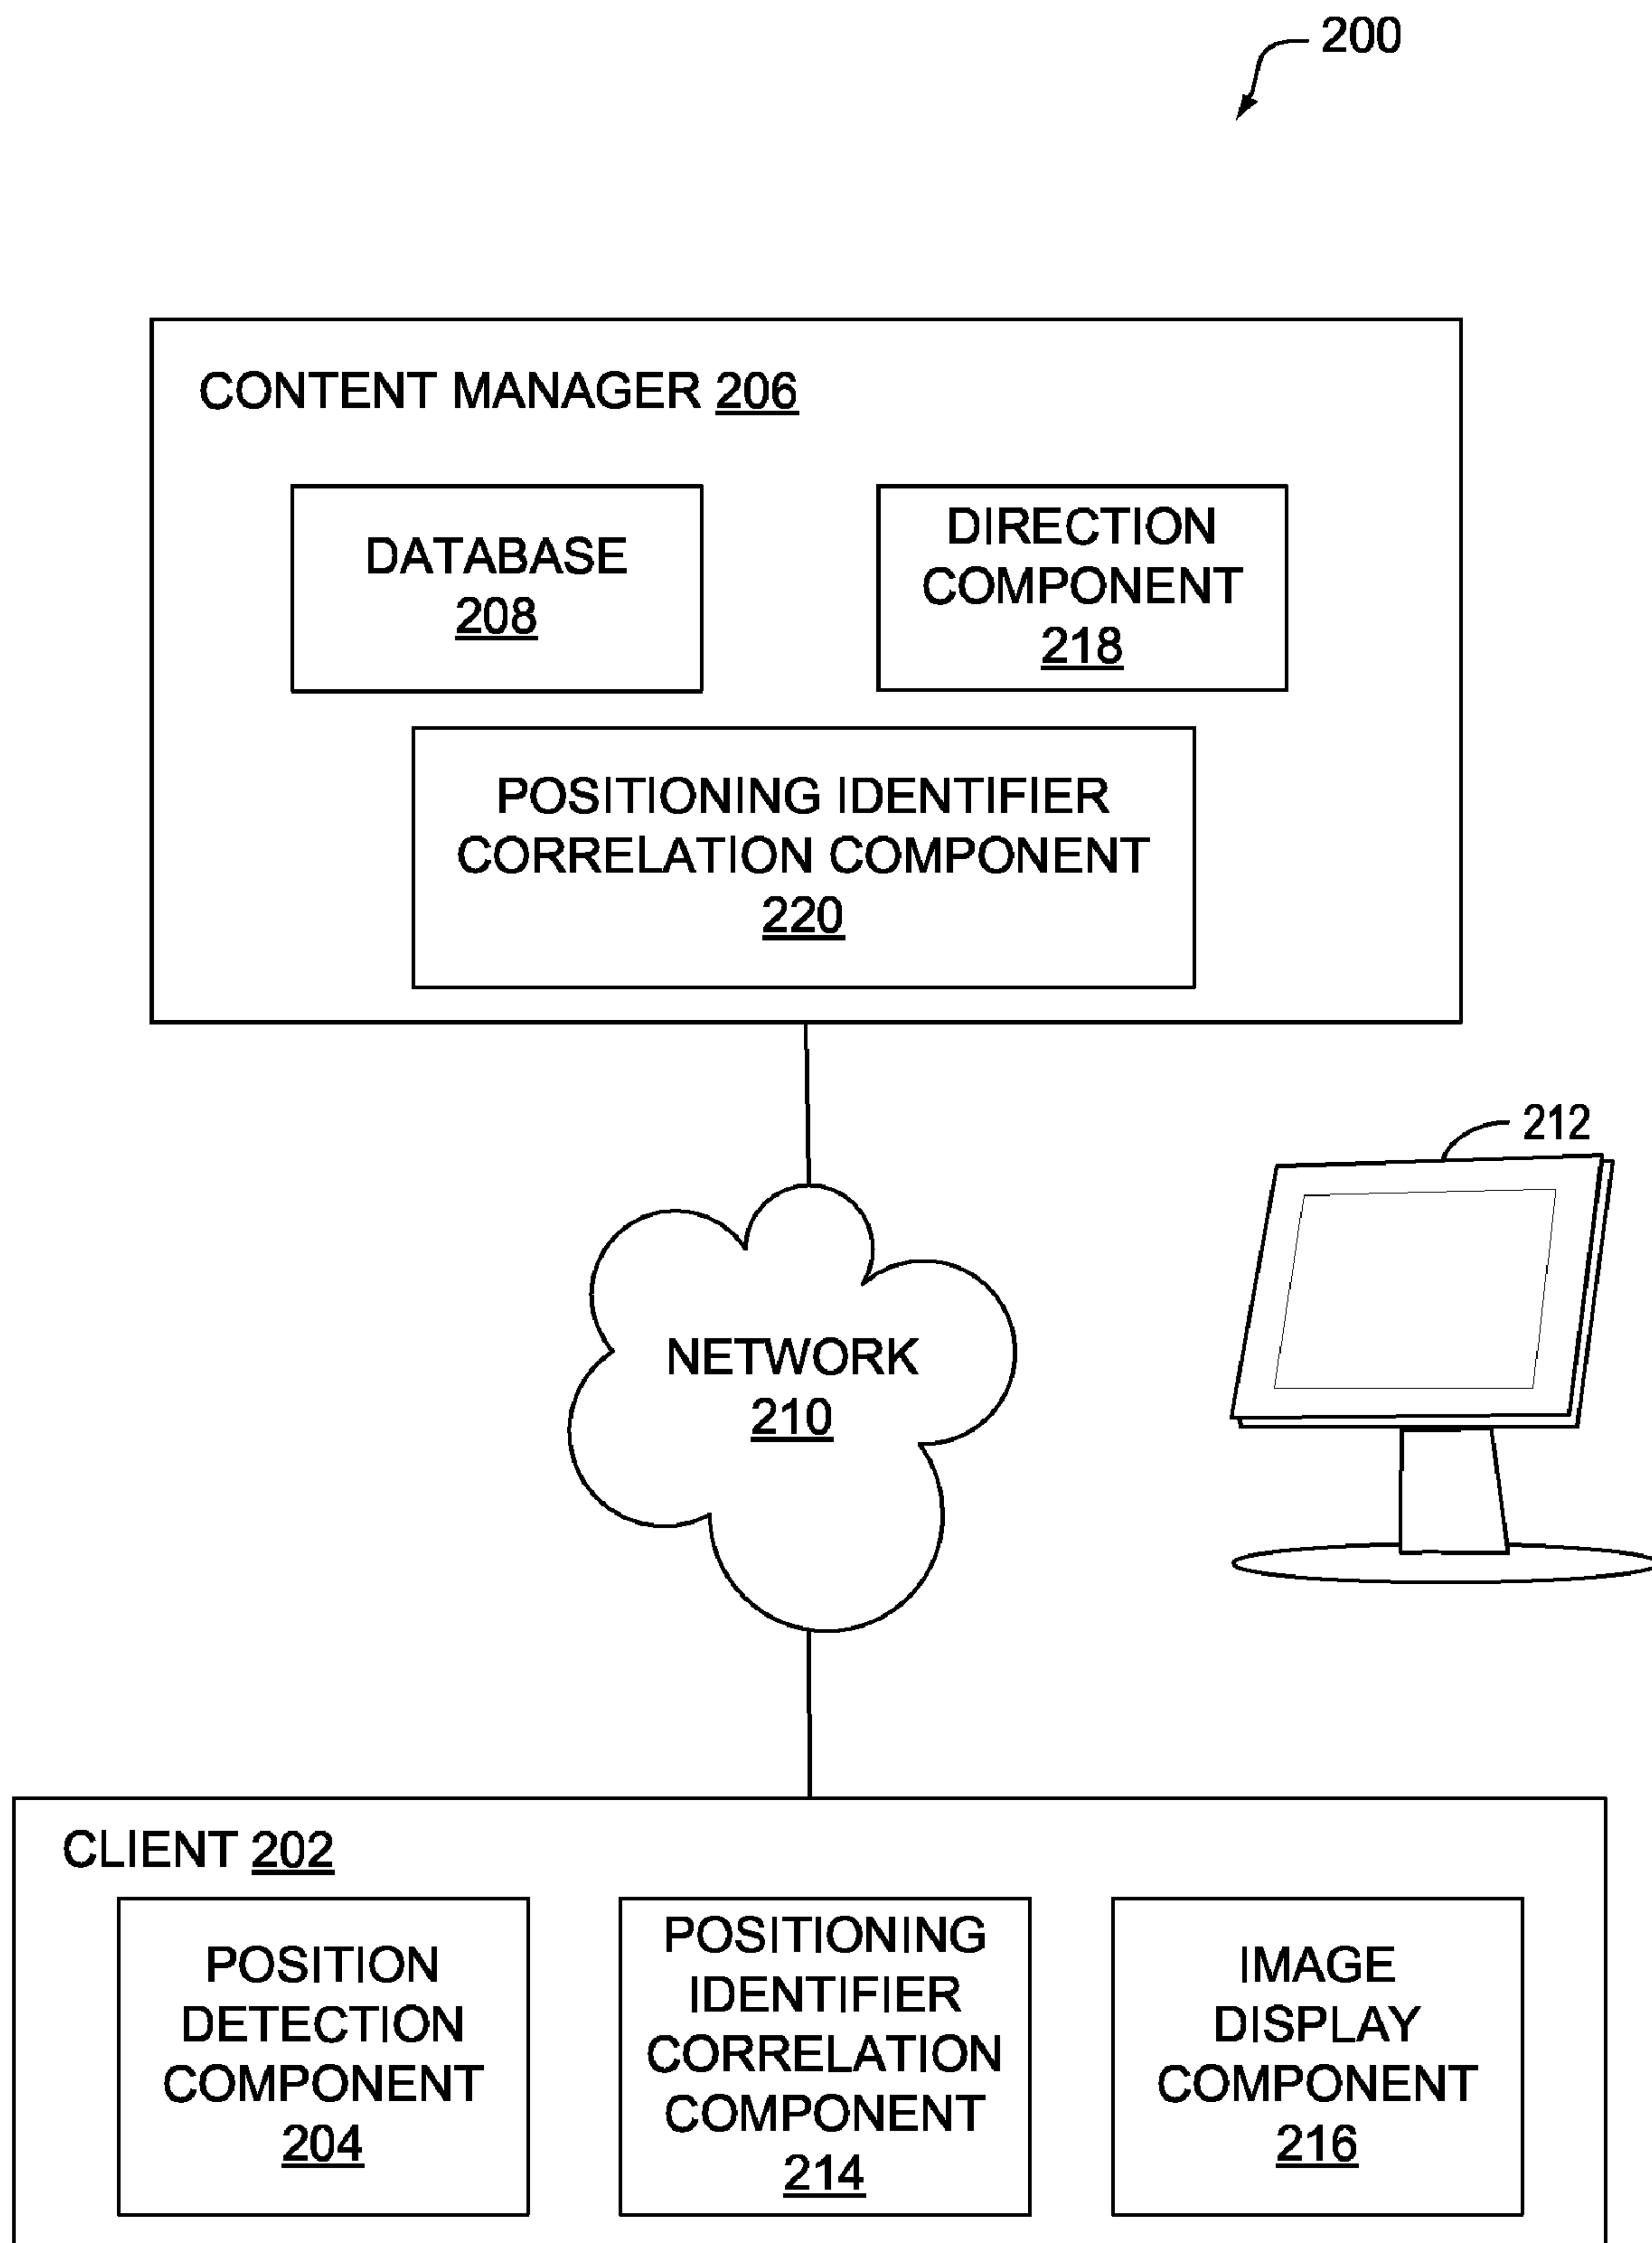 200
CONTENT MANAGER 206
DATABASE
208
DIRECTION
COMPONENT
218
POSITIONING IDENTIFIER
CORRELATION COMPONENT
220
212
NETWORK
210
CLIENT 202
POSITION
DETECTION
COMPONENT
204
POSITIONING
IDENTIFIER
CORRELATION
COMPONENT
214
IMAGE
DISPLAY
COMPONENT
216